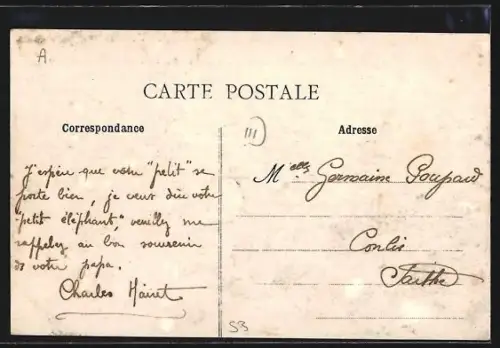 A
CARTE POSTALE
Correspondance
J'espère que votre "petit" se
porte bien, je veux dire votre
"petit éléphant," veuillez me
rappeler au bon souvenir
de votre papa.
Charles
Adresse
Melle Germaine Poupard
Conlie
Sarthe
53